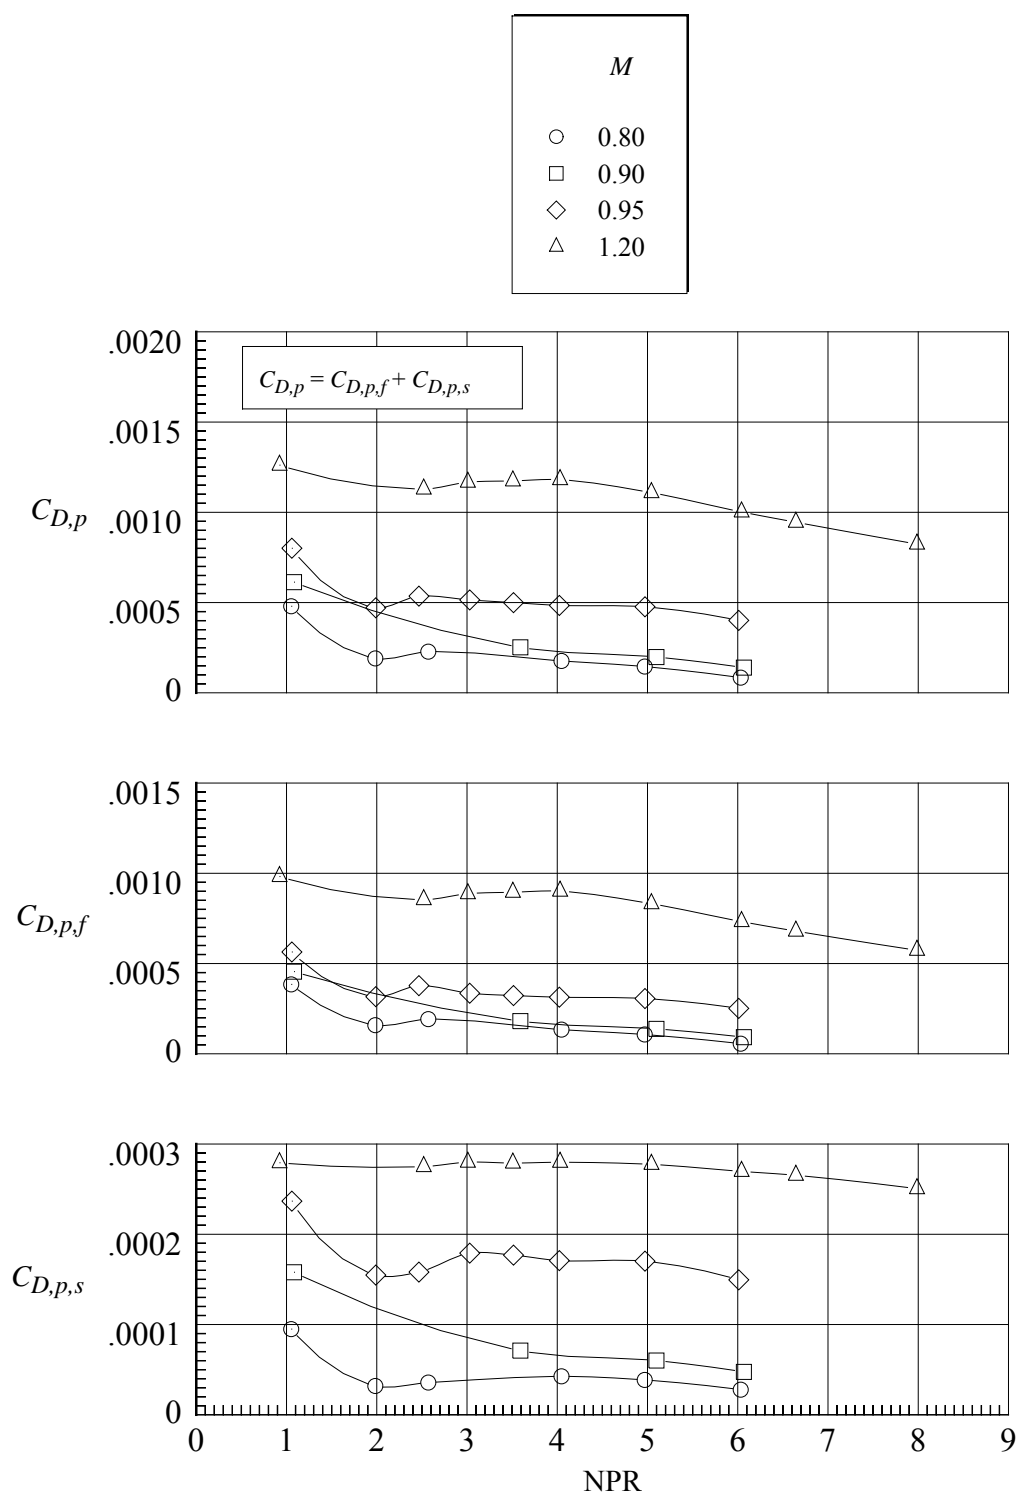 M
0.80
0.90
0.95
1.20
.0020
C_{D,p} = C_{D,p,f} + C_{D,p,s}
.0015
C_{D,p}
.0010
.0005
0
.0015
.0010
C_{D,p,f}
.0005
0
.0003
.0002
C_{D,p,s}
.0001
0
0 1 2 3 4 5 6 7 8 9
NPR